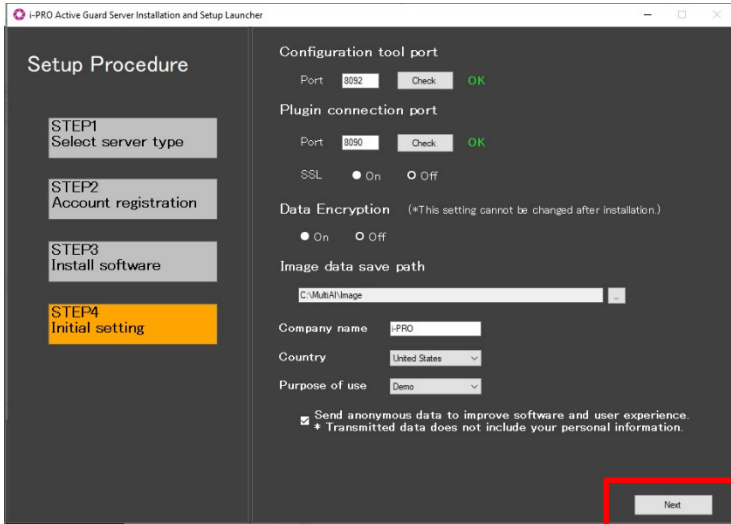 i-PRO Active Guard Server Installation and Setup Launcher
Setup Procedure
STEP1
Select server type
STEP2
Account registration
STEP3
Install software
STEP4
Initial setting
Configuration tool port
Port 8092 Check OK
Plugin connection port
Port 8090 Check OK
SSL On Off
Data Encryption (*This setting cannot be changed after installation.)
On Off
Image data save path
C:\MultiAI\Image ...
Company name i-PRO
Country United States
Purpose of use Demo
Send anonymous data to improve software and user experience.
* Transmitted data does not include your personal information.
Next